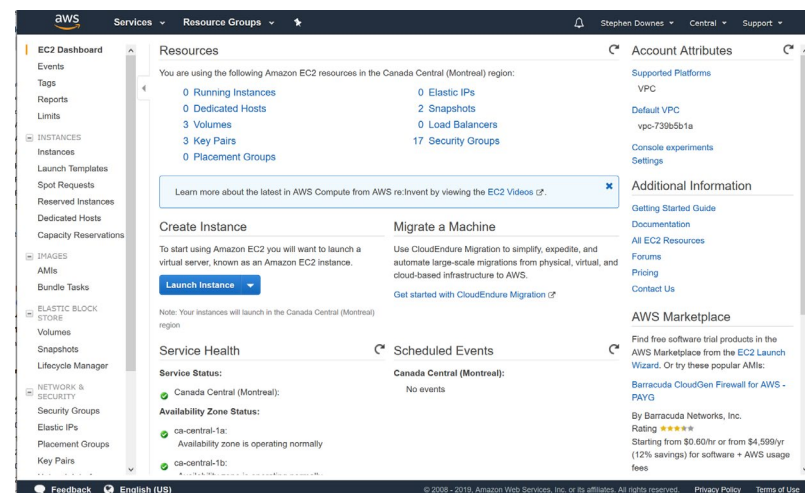 aws Services Resource Groups Stephen Downes Central Support
EC2 Dashboard
Events
Tags
Reports
Limits
INSTANCES
Instances
Launch Templates
Spot Requests
Reserved Instances
Dedicated Hosts
Capacity Reservations
IMAGES
AMIs
Bundle Tasks
ELASTIC BLOCK
STORE
Volumes
Snapshots
Lifecycle Manager
NETWORK &
SECURITY
Security Groups
Elastic IPs
Placement Groups
Key Pairs
Resources
You are using the following Amazon EC2 resources in the Canada Central (Montreal) region:
0 Running Instances 0 Elastic IPs
0 Dedicated Hosts 2 Snapshots
3 Volumes 0 Load Balancers
3 Key Pairs 17 Security Groups
0 Placement Groups
Learn more about the latest in AWS Compute from AWS re:Invent by viewing the EC2 Videos.
Create Instance
To start using Amazon EC2 you will want to launch a
virtual server, known as an Amazon EC2 instance.
Launch Instance
Note: Your instances will launch in the Canada Central (Montreal)
region
Migrate a Machine
Use CloudEndure Migration to simplify, expedite, and
automate large-scale migrations from physical, virtual, and
cloud-based infrastructure to AWS.
Get started with CloudEndure Migration
Service Health
Service Status:
Canada Central (Montreal):
Availability Zone Status:
ca-central-1a:
Availability zone is operating normally
ca-central-1b:
Availability zone is operating normally
Scheduled Events
Canada Central (Montreal):
No events
Account Attributes
Supported Platforms
VPC
Default VPC
vpc-739b5b1a
Console experiments
Settings
Additional Information
Getting Started Guide
Documentation
All EC2 Resources
Forums
Pricing
Contact Us
AWS Marketplace
Find free software trial products in the
AWS Marketplace from the EC2 Launch
Wizard. Or try these popular AMIs:
Barracuda CloudGen Firewall for AWS -
PAYG
By Barracuda Networks, Inc.
Rating
Starting from $0.60/hr or from $4,599/yr
(12% savings) for software + AWS usage
fees
Feedback English (US) © 2008 - 2019, Amazon Web Services, Inc. or its affiliates. All rights reserved. Privacy Policy Terms of Use